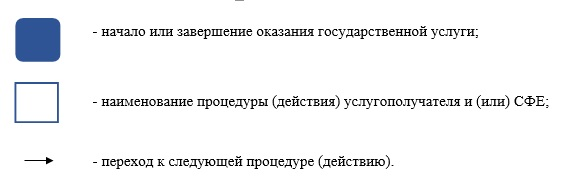 - начало или завершение оказания государственной услуги;
- наименование процедуры (действия) услугополучателя и (или) СФЕ;
- переход к следующей процедуре (действию).